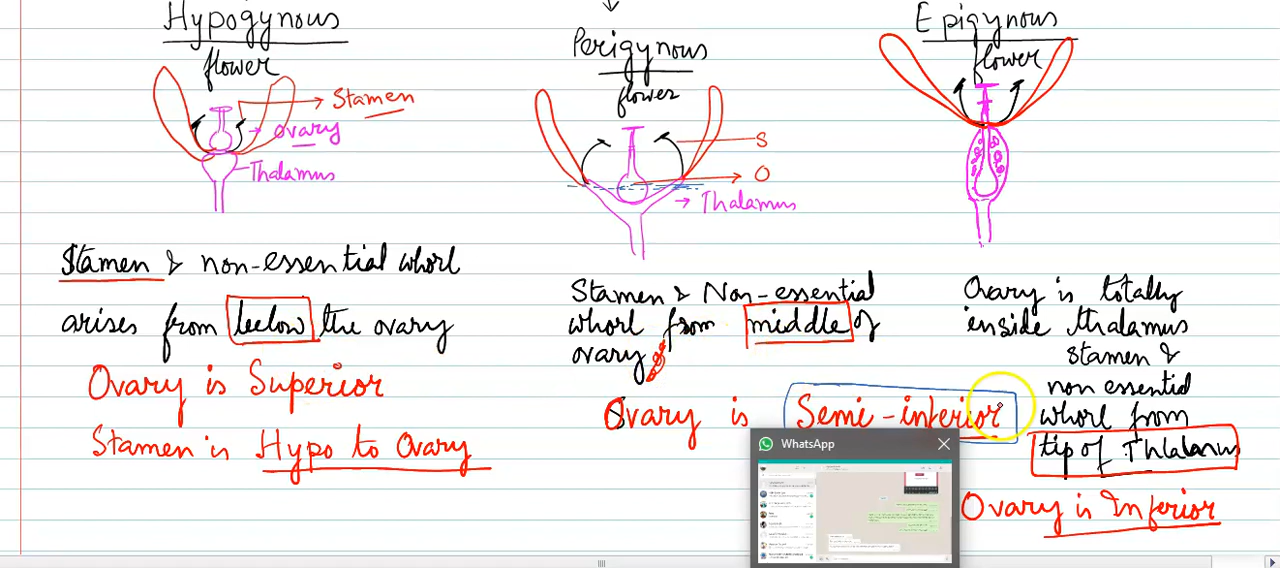 Hypogynous
flower
Stamen
ovary
Thalamus
Stamen & non-essential whorl
arises from below the ovary
Ovary is Superior
Stamen is Hypo to Ovary
Perigynous
flower
S
O
Thalamus
Stamen & Non-essential
whorl from middle of
ovary
Ovary is Semi-inferior
WhatsApp
Epigynous
flower
Ovary is totally
inside thalamus
stamen &
non essential
whorl from
tip of Thlalamus
Ovary is Inferior